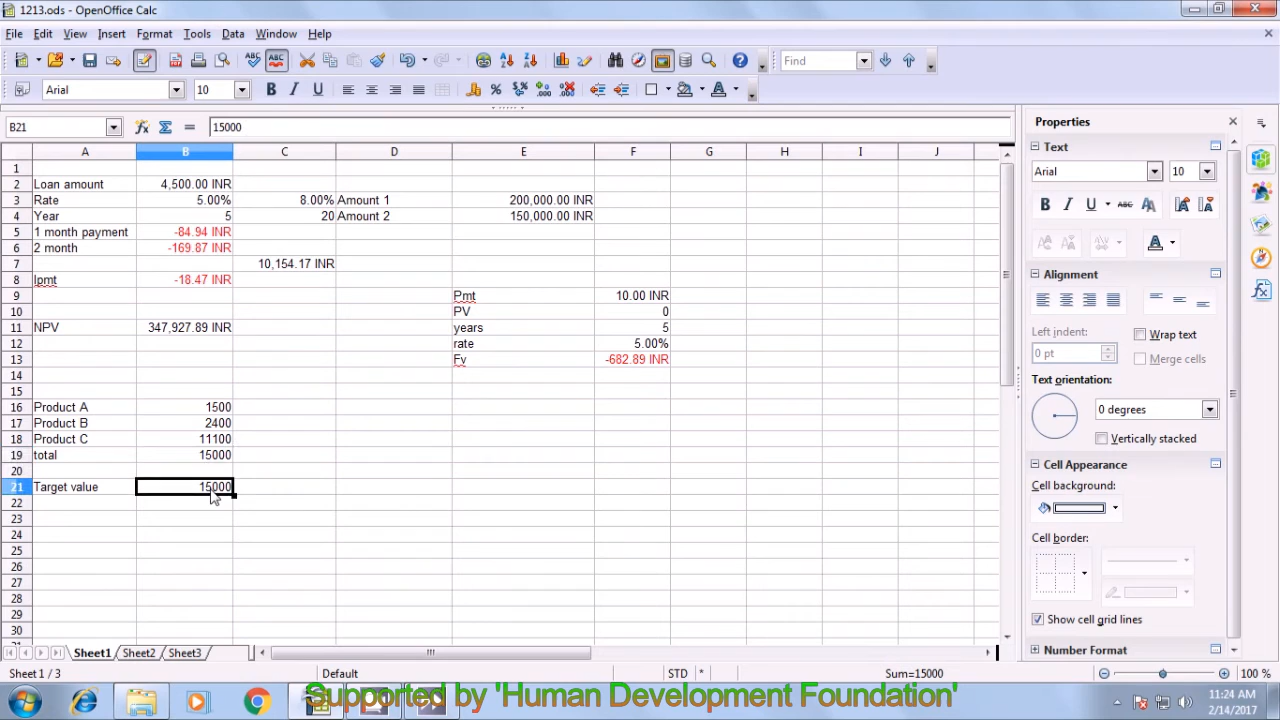 1213.ods - OpenOffice Calc
File Edit View Insert Format Tools Data Window Help
Find
Arial 10
B21 15000
A B C D E F G H I J
1
2 Loan amount 4,500.00 INR
3 Rate 5.00% 8.00% Amount 1 200,000.00 INR
4 Year 5 20 Amount 2 150,000.00 INR
5 1 month payment -84.94 INR
6 2 month -169.87 INR
7 10,154.17 INR
8 Ipmt -18.47 INR
9 Pmt 10.00 INR
10 PV 0
11 NPV 347,927.89 INR years 5
12 rate 5.00%
13 Fv -682.89 INR
14
15
16 Product A 1500
17 Product B 2400
18 Product C 11100
19 total 15000
20
21 Target value 15000
22
23
24
25
26
27
28
29
30
Properties
Text
Arial 10
Alignment
Left indent: Wrap text
0 pt Merge cells
Text orientation:
0 degrees
Vertically stacked
Cell Appearance
Cell background:
Cell border:
Show cell grid lines
Number Format
Sheet1 Sheet2 Sheet3
Sheet 1 / 3 Default STD * Sum=15000 100 %
Supported by 'Human Development Foundation'
11:24 AM
2/14/2017